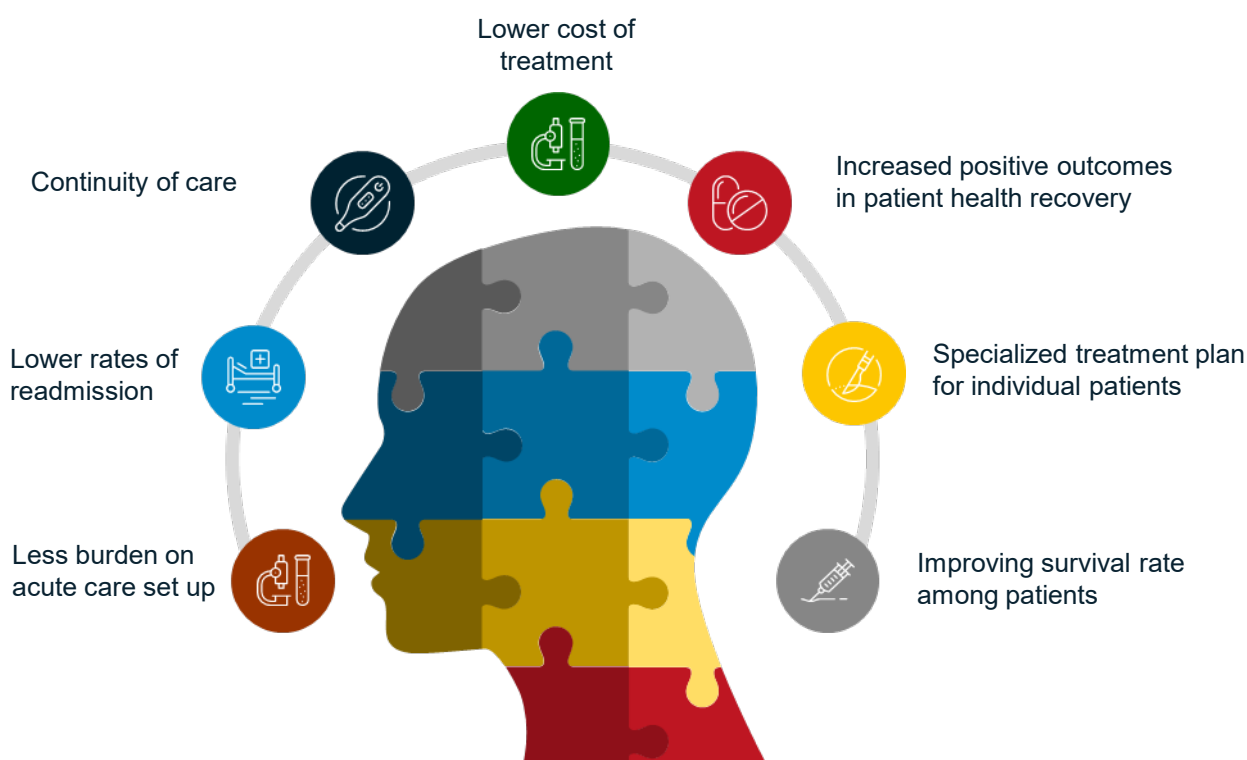 Lower cost of
treatment
Continuity of care
Increased positive outcomes
in patient health recovery
Lower rates of
readmission
Specialized treatment plan
for individual patients
Less burden on
acute care set up
Improving survival rate
among patients